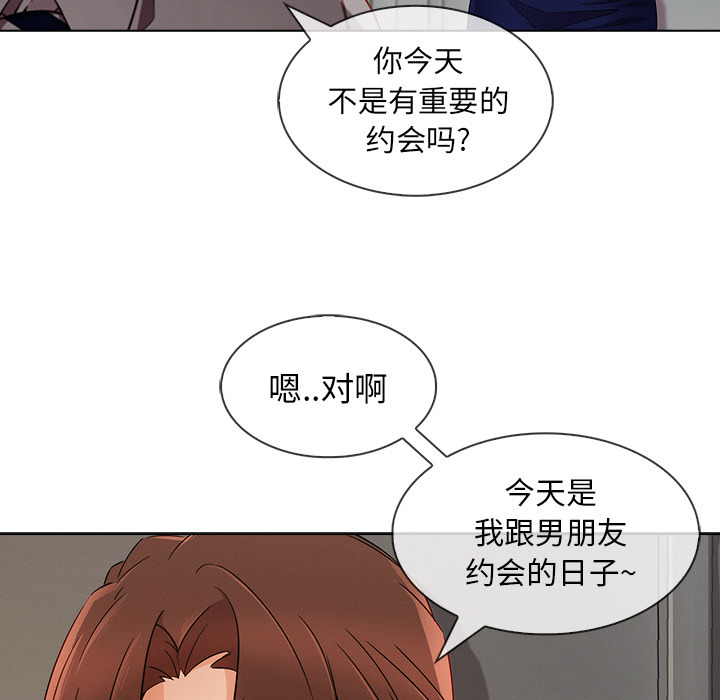 你今天
不是有重要的
约会吗?
嗯..对啊
今天是
我跟男朋友
约会的日子~